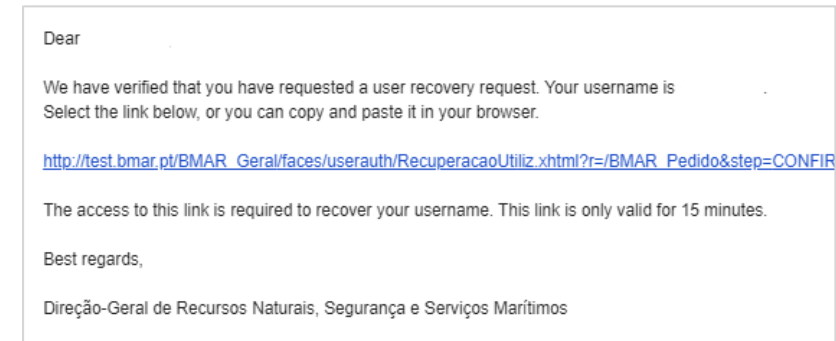 Dear
We have verified that you have requested a user recovery request. Your username is .
Select the link below, or you can copy and paste it in your browser.
http://test.bmar.pt/BMAR_Geral/faces/userauth/RecuperacaoUtiliz.xhtml?r=/BMAR_Pedido&step=CONFIR
The access to this link is required to recover your username. This link is only valid for 15 minutes.
Best regards,
Direção-Geral de Recursos Naturais, Segurança e Serviços Marítimos